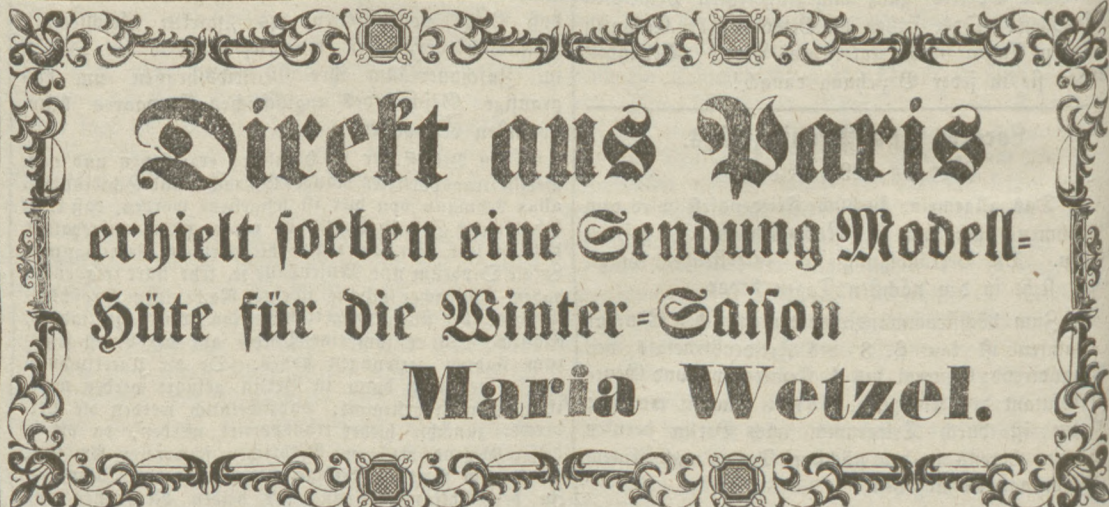 Direkt aus Paris
erhielt soeben eine Sendung Modell-
Hüte für die Winter-Saison
Maria Wetzel.